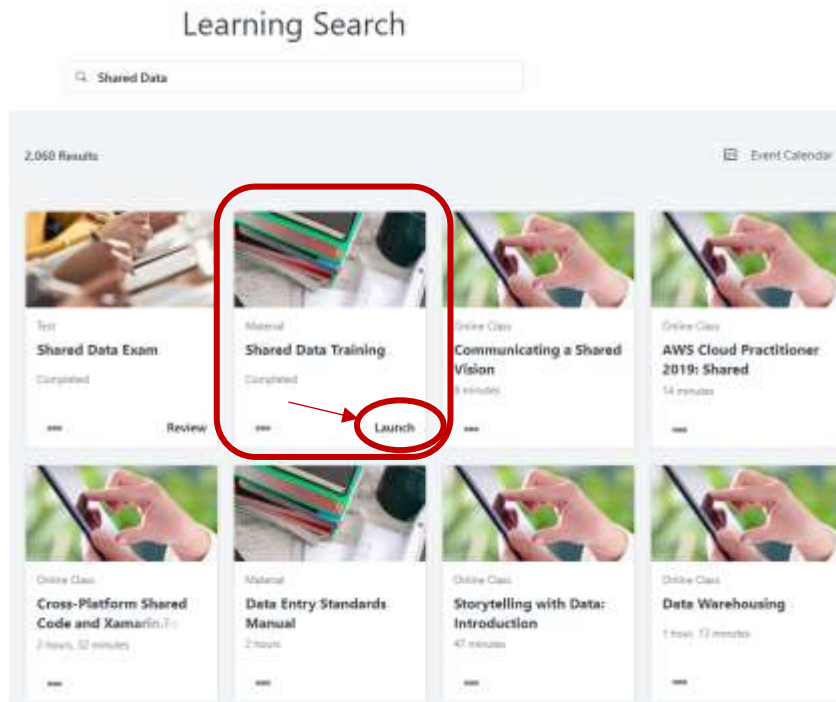 Learning Search
Shared Data
2,060 Results
Event Calendar
Test
Shared Data Exam
Completed
Review
Material
Shared Data Training
Completed
Launch
Online Class
Communicating a Shared
Vision
minutes
Online Class
AWS Cloud Practitioner
2019: Shared
14 minutes
Online Class
Cross-Platform Shared
Code and Xamarin.
2 hours, 32 minutes
Material
Data Entry Standards
Manual
2 hours
Online Class
Storytelling with Data:
Introduction
47 minutes
Online Class
Data Warehousing
1 hour, 13 minutes